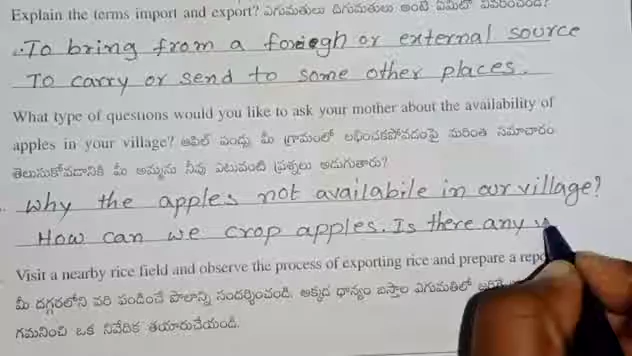 Explain the terms import and export? ఎగుమతులు దిగుమతులు అంటే ఏమిటో వివరించండి?
To bring from a foriegh or external source
To carry or send to some other places.
What type of questions would you like to ask your mother about the availability of
apples in your village? ఆపిల్ పండ్లు మీ గ్రామంలో లభించకపోవడంపై మరింత సమాచారం
తెలుసుకోవడానికి మీ అమ్మను నీవు ఎటువంటి ప్రశ్నలు అడుగుతారు?
Why the apples not availabile in our village?
How can we crop apples. Is there any
Visit a nearby rice field and observe the process of exporting rice and prepare a repo
మీ దగ్గరలోని వరి పండించే పొలాన్ని సందర్శించండి. అక్కడ ధాన్యం బస్తాల ఎగుమతిలో
గమనించి ఒక నివేదిక తయారుచేయండి.